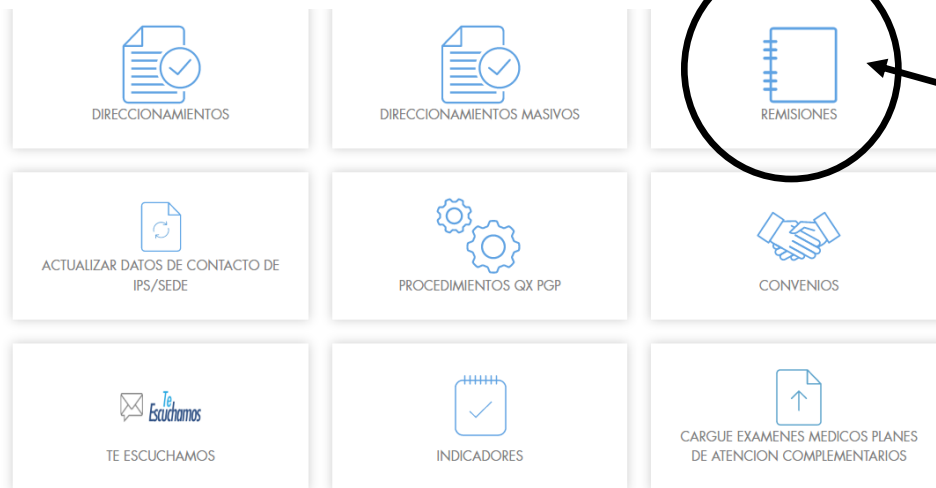 DIRECCIONAMIENTOS
DIRECCIONAMIENTOS MASIVOS
REMISIONES
ACTUALIZAR DATOS DE CONTACTO DE
IPS/SEDE
PROCEDIMIENTOS QX PGP
CONVENIOS
Te
Escuchamos
TE ESCUCHAMOS
INDICADORES
CARGUE EXAMENES MEDICOS PLANES
DE ATENCION COMPLEMENTARIOS